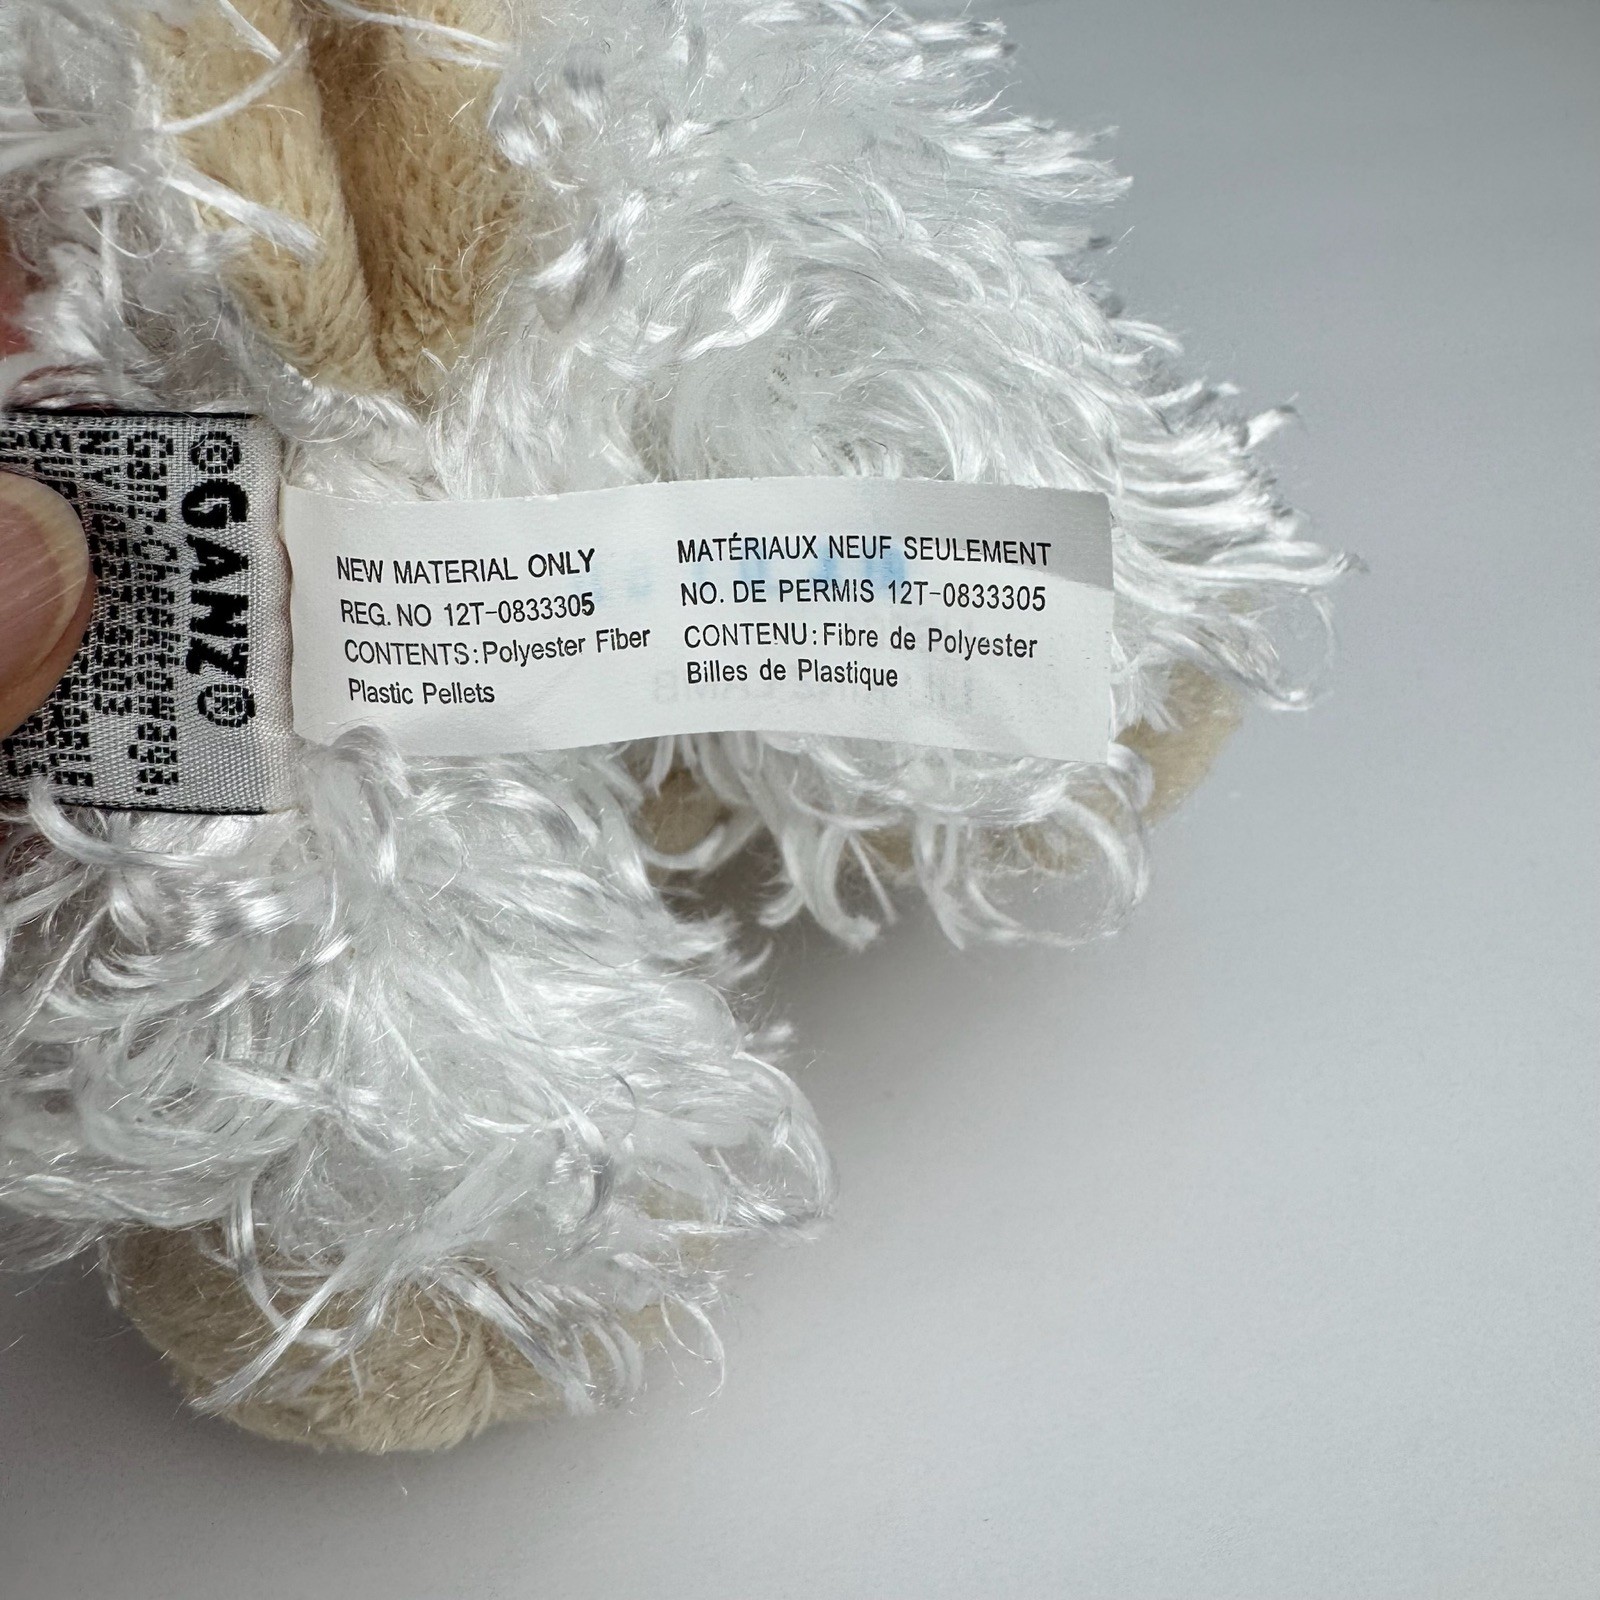 ©GANZ®
NEW MATERIAL ONLY
REG. NO 12T-0833305
CONTENTS:Polyester Fiber
Plastic Pellets
MATÉRIAUX NEUF SEULEMENT
NO. DE PERMIS 12T-0833305
CONTENU:Fibre de Polyester
Billes de Plastique